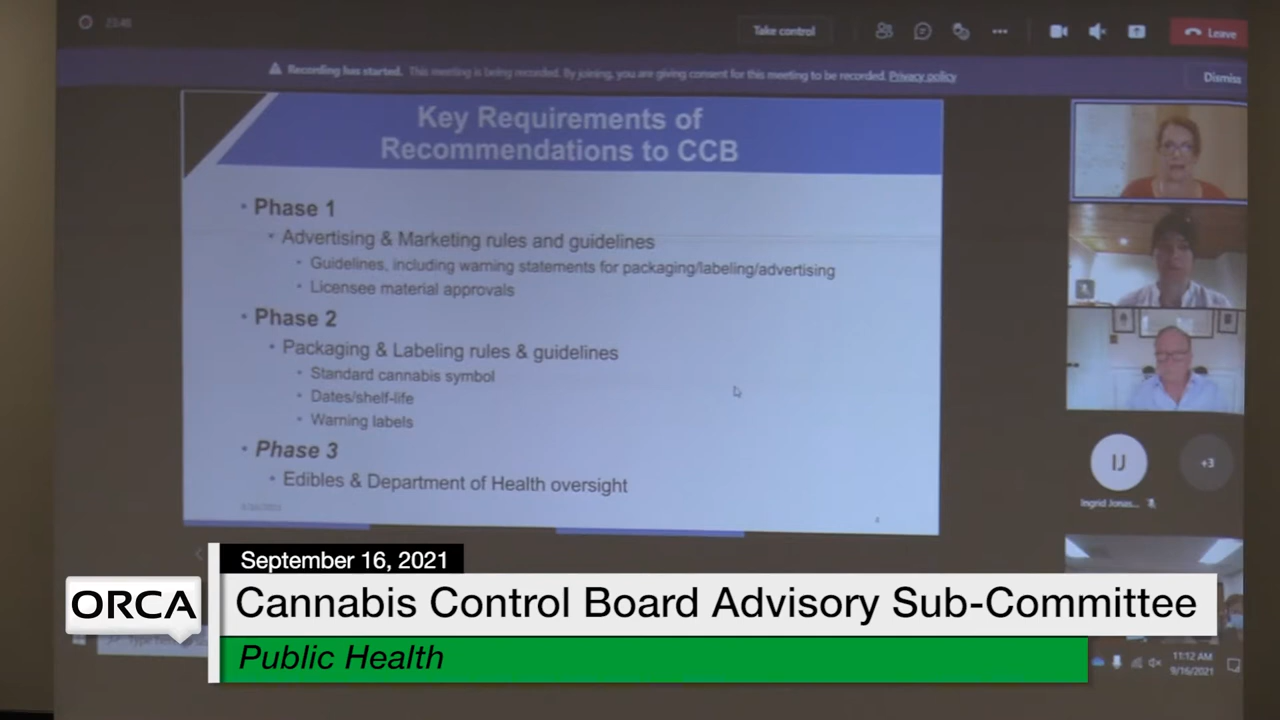 Take control
Leave
Recording has started. This meeting is being recorded. By joining, you are giving consent for this meeting to be recorded. Privacy policy
Dismiss
Key Requirements of
Recommendations to CCB
• Phase 1
• Advertising & Marketing rules and guidelines
• Guidelines, including warning statements for packaging/labeling/advertising
• Licensee material approvals
• Phase 2
• Packaging & Labeling rules & guidelines
• Standard cannabis symbol
• Dates/shelf-life
• Warning labels
• Phase 3
• Edibles & Department of Health oversight
IJ
+3
Ingrid Jonas...
September 16, 2021
ORCA
Cannabis Control Board Advisory Sub-Committee
Public Health
11:12 AM
9/16/2021